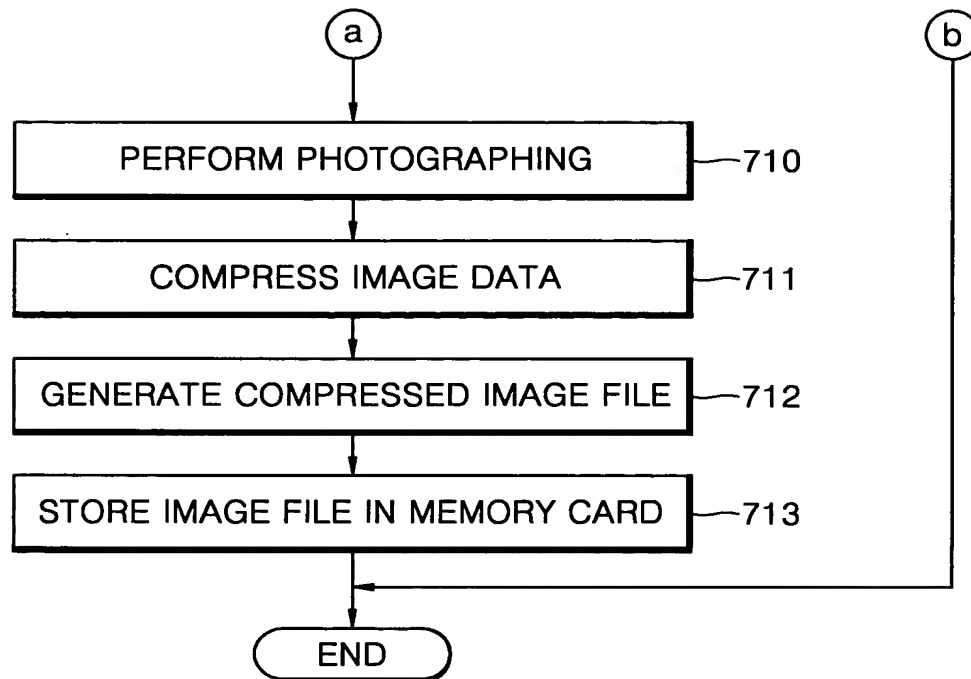 a
b
PERFORM PHOTOGRAPHING
710
COMPRESS IMAGE DATA
711
GENERATE COMPRESSED IMAGE FILE
712
STORE IMAGE FILE IN MEMORY CARD
713
END